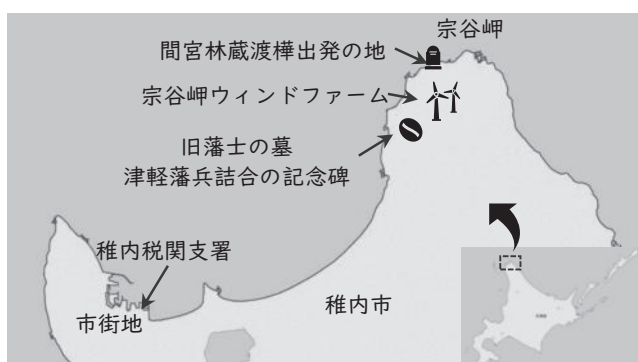 宗谷岬
間宮林蔵渡樺出発の地
宗谷岬ウィンドファーム
旧藩士の墓
津軽藩兵詰合の記念碑
稚内税関支署
稚内市
市街地